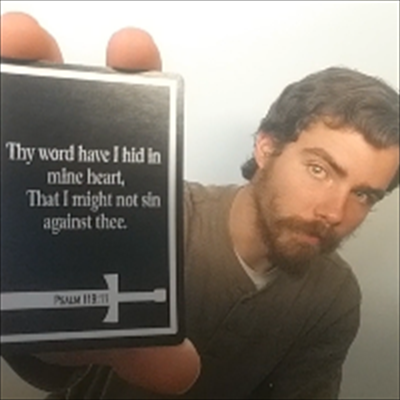 Thy word have I hid in
mine heart,
That I might not sin
against thee.
PSALM 119:11